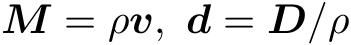 M = ρv, d = D/ρ